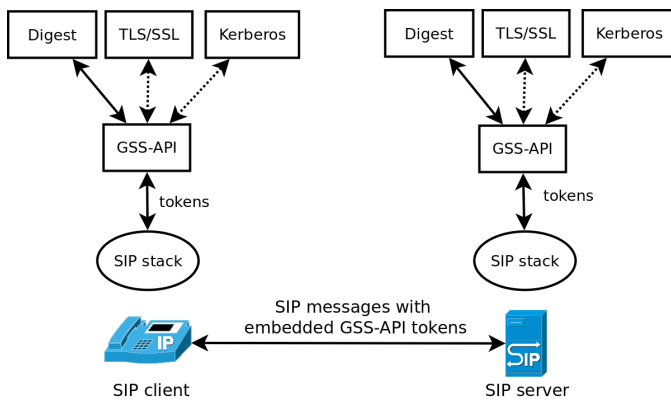 Digest
TLS/SSL
Kerberos
Digest
TLS/SSL
Kerberos
GSS-API
GSS-API
tokens
tokens
SIP stack
SIP stack
SIP messages with
embedded GSS-API tokens
IP
SIP
SIP client
SIP server